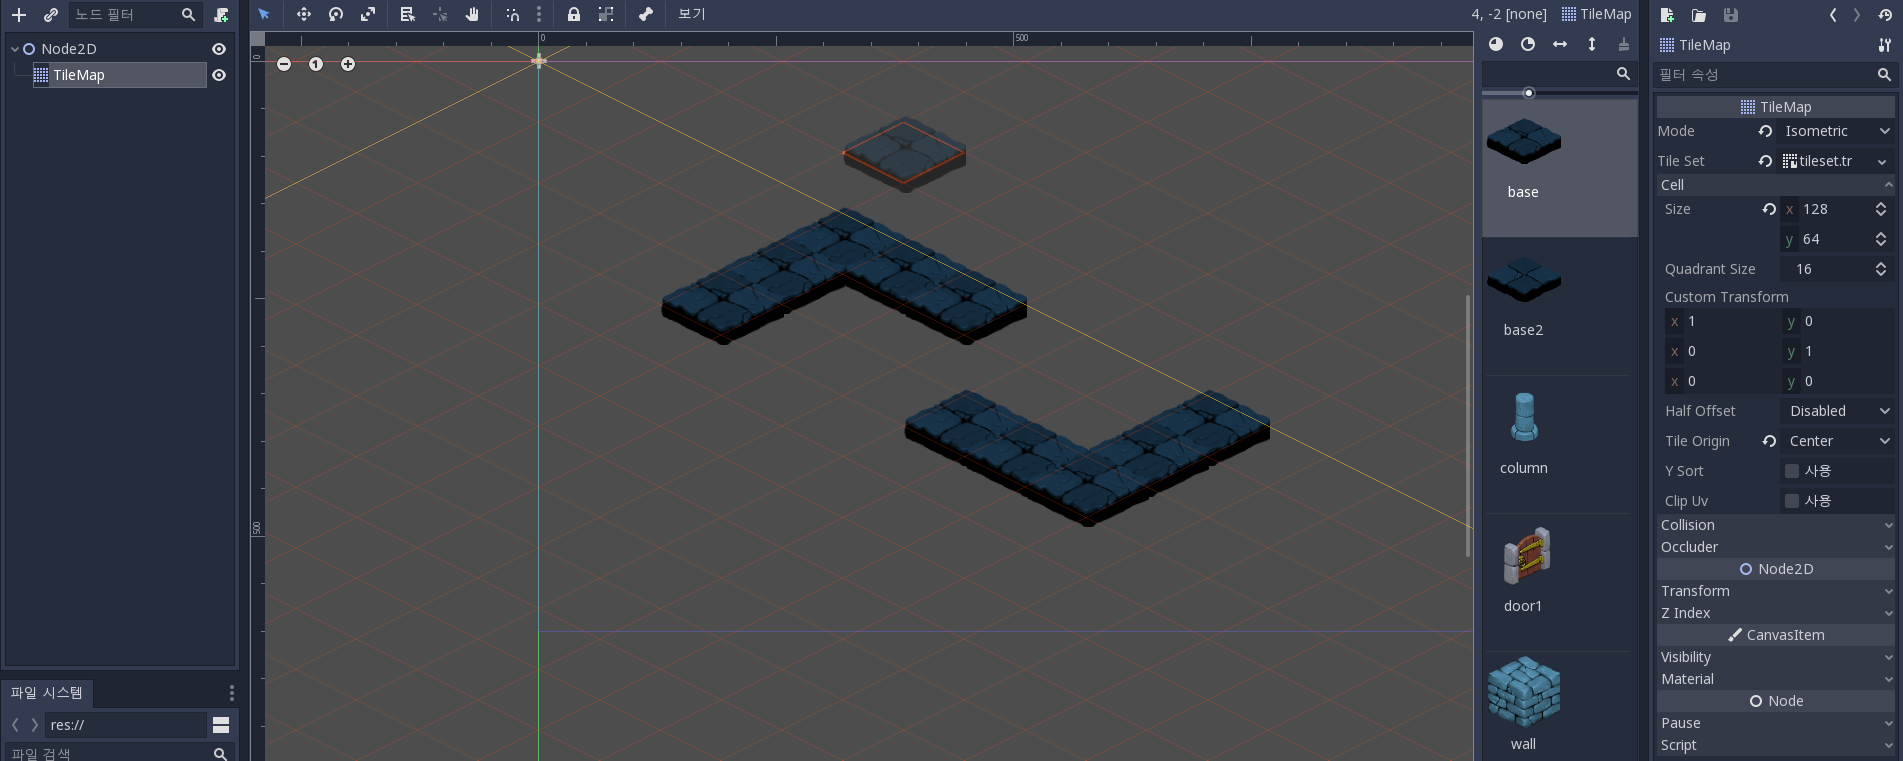 노드 필터
Node2D
TileMap
파일 시스템
res://
파일 검색
보기
4, -2 [none]
TileMap
0
500
0
500
1
base
base2
column
door1
wall
TileMap
필터 속성
TileMap
Mode
Isometric
Tile Set
tileset.tr
Cell
Size
x 128
y 64
Quadrant Size
16
Custom Transform
x 1 y 0
x 0 y 1
x 0 y 0
Half Offset
Disabled
Tile Origin
Center
Y Sort
사용
Clip Uv
사용
Collision
Occluder
Node2D
Transform
Z Index
CanvasItem
Visibility
Material
Node
Pause
Script